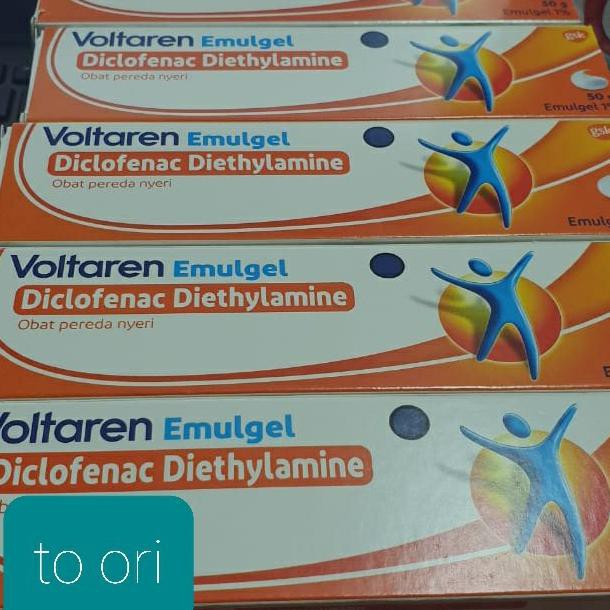 50 g
Emulgel 1%
Voltaren Emulgel
Diclofenac Diethylamine
Obat pereda nyeri
gsk
50
Emulgel 1%
Voltaren Emulgel
Diclofenac Diethylamine
Obat pereda nyeri
gsk
Voltaren Emulgel
Diclofenac Diethylamine
Obat pereda nyeri
Voltaren Emulgel
Diclofenac Diethylamine
to ori